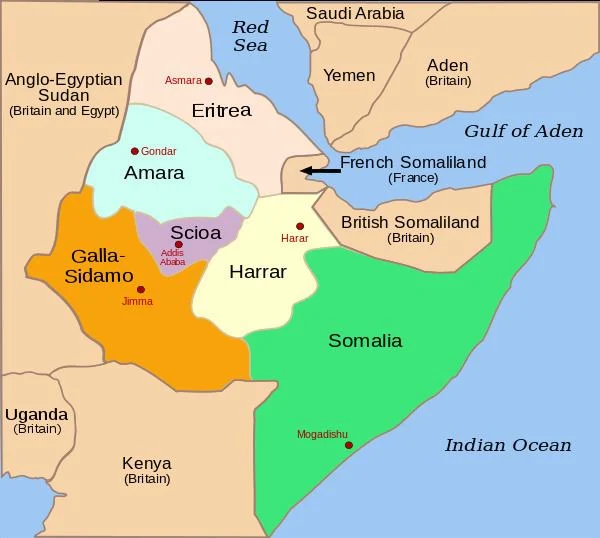 Saudi Arabia
Red
Sea
Yemen
Aden
(Britain)
Anglo-Egyptian
Sudan
(Britain and Egypt)
Asmara
Eritrea
Gulf of Aden
Gondar
Amara
French Somaliland
(France)
British Somaliland
(Britain)
Scioa
Addis
Ababa
Harar
Galla-
Sidamo
Harrar
Jimma
Somalia
Uganda
(Britain)
Mogadishu
Indian Ocean
Kenya
(Britain)